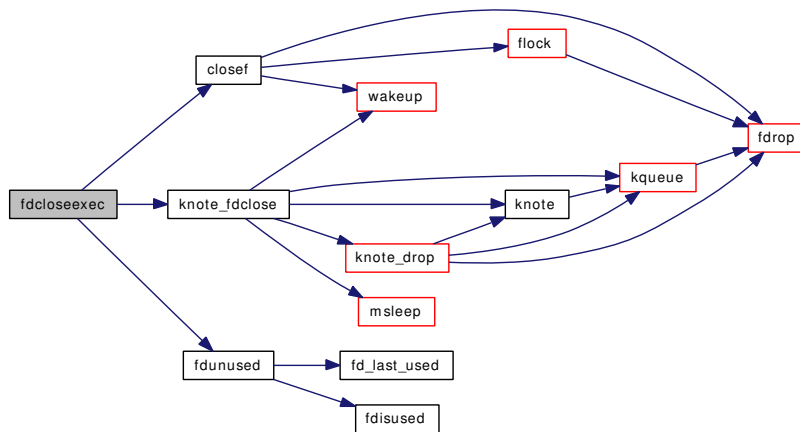 flock
closef
wakeup
fdrop
kqueue
fdcloseexec
knote_fdclose
knote
knote_drop
msleep
fdunused
fd_last_used
fdisused